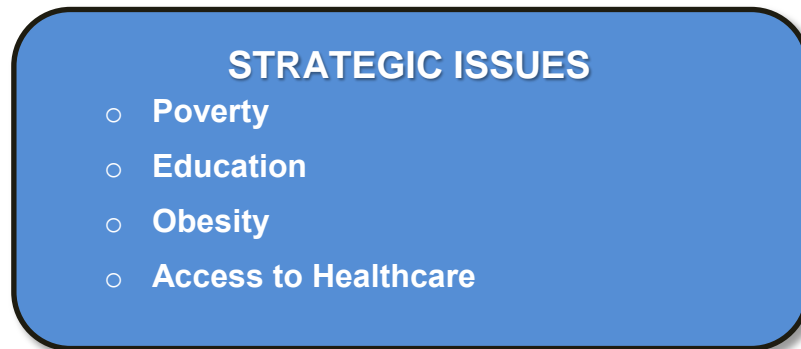 STRATEGIC ISSUES
o Poverty
o Education
o Obesity
o Access to Healthcare